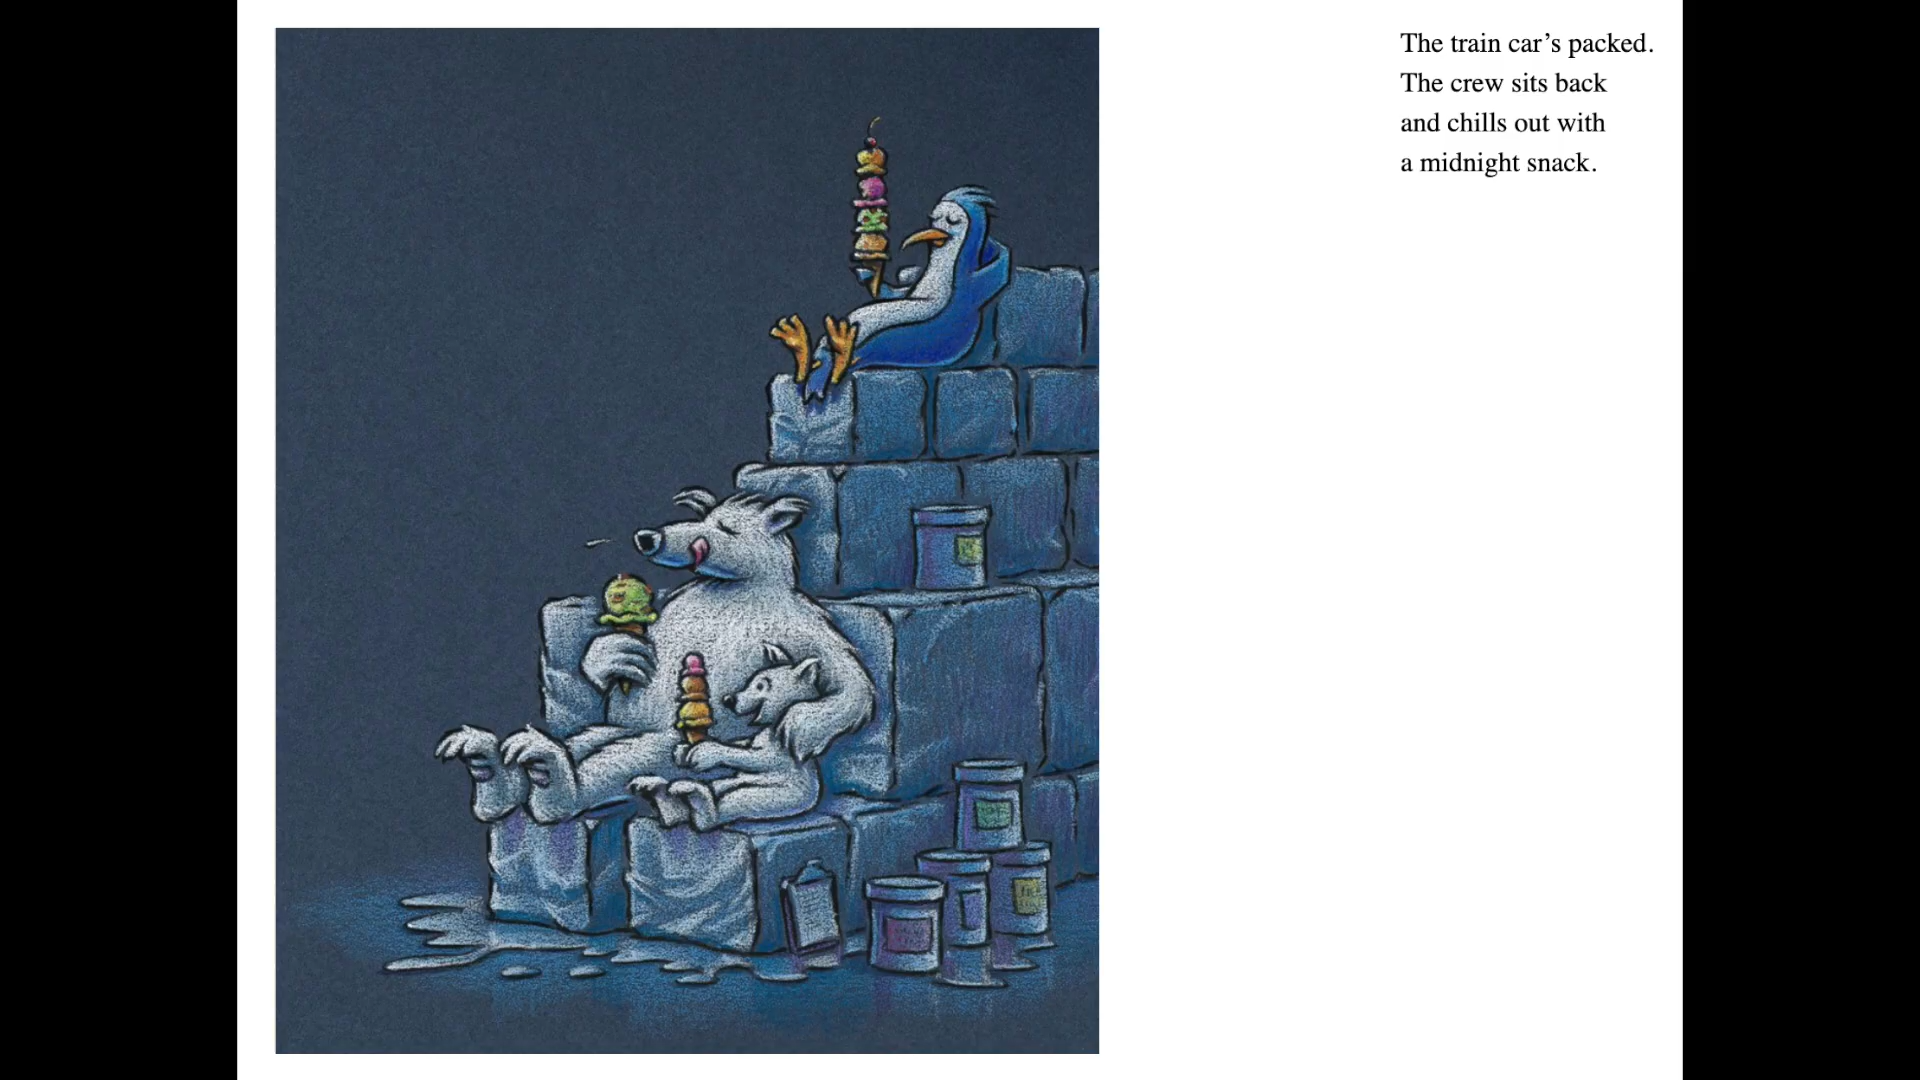 The train car’s packed.
The crew sits back
and chills out with
a midnight snack.